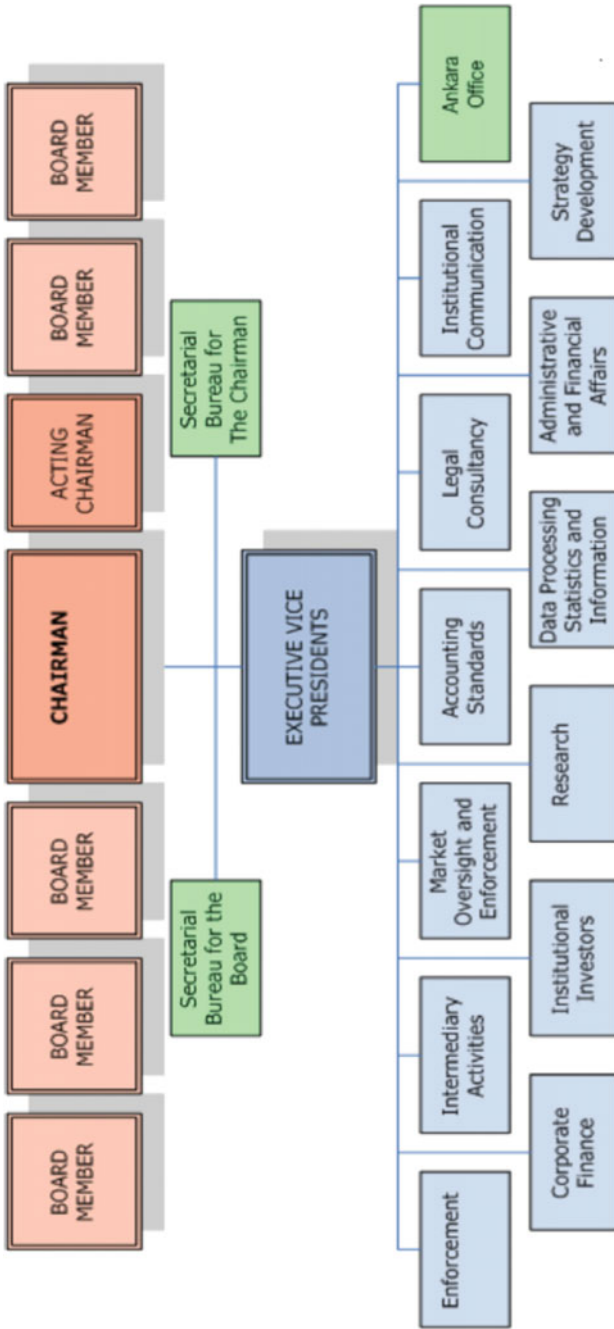 BOARD
MEMBER
BOARD
MEMBER
BOARD
MEMBER
CHAIRMAN
ACTING
CHAIRMAN
BOARD
MEMBER
BOARD
MEMBER
Secretarial
Bureau for the
Board
Secretarial
Bureau for
The Chairman
EXECUTIVE VICE
PRESIDENTS
Enforcement
Intermediary
Activities
Market
Oversight and
Enforcement
Accounting
Standards
Legal
Consultancy
Institutional
Communication
Ankara
Office
Corporate
Finance
Institutional
Investors
Research
Data Processing
Statistics and
Information
Administrative
and Financial
Affairs
Strategy
Development